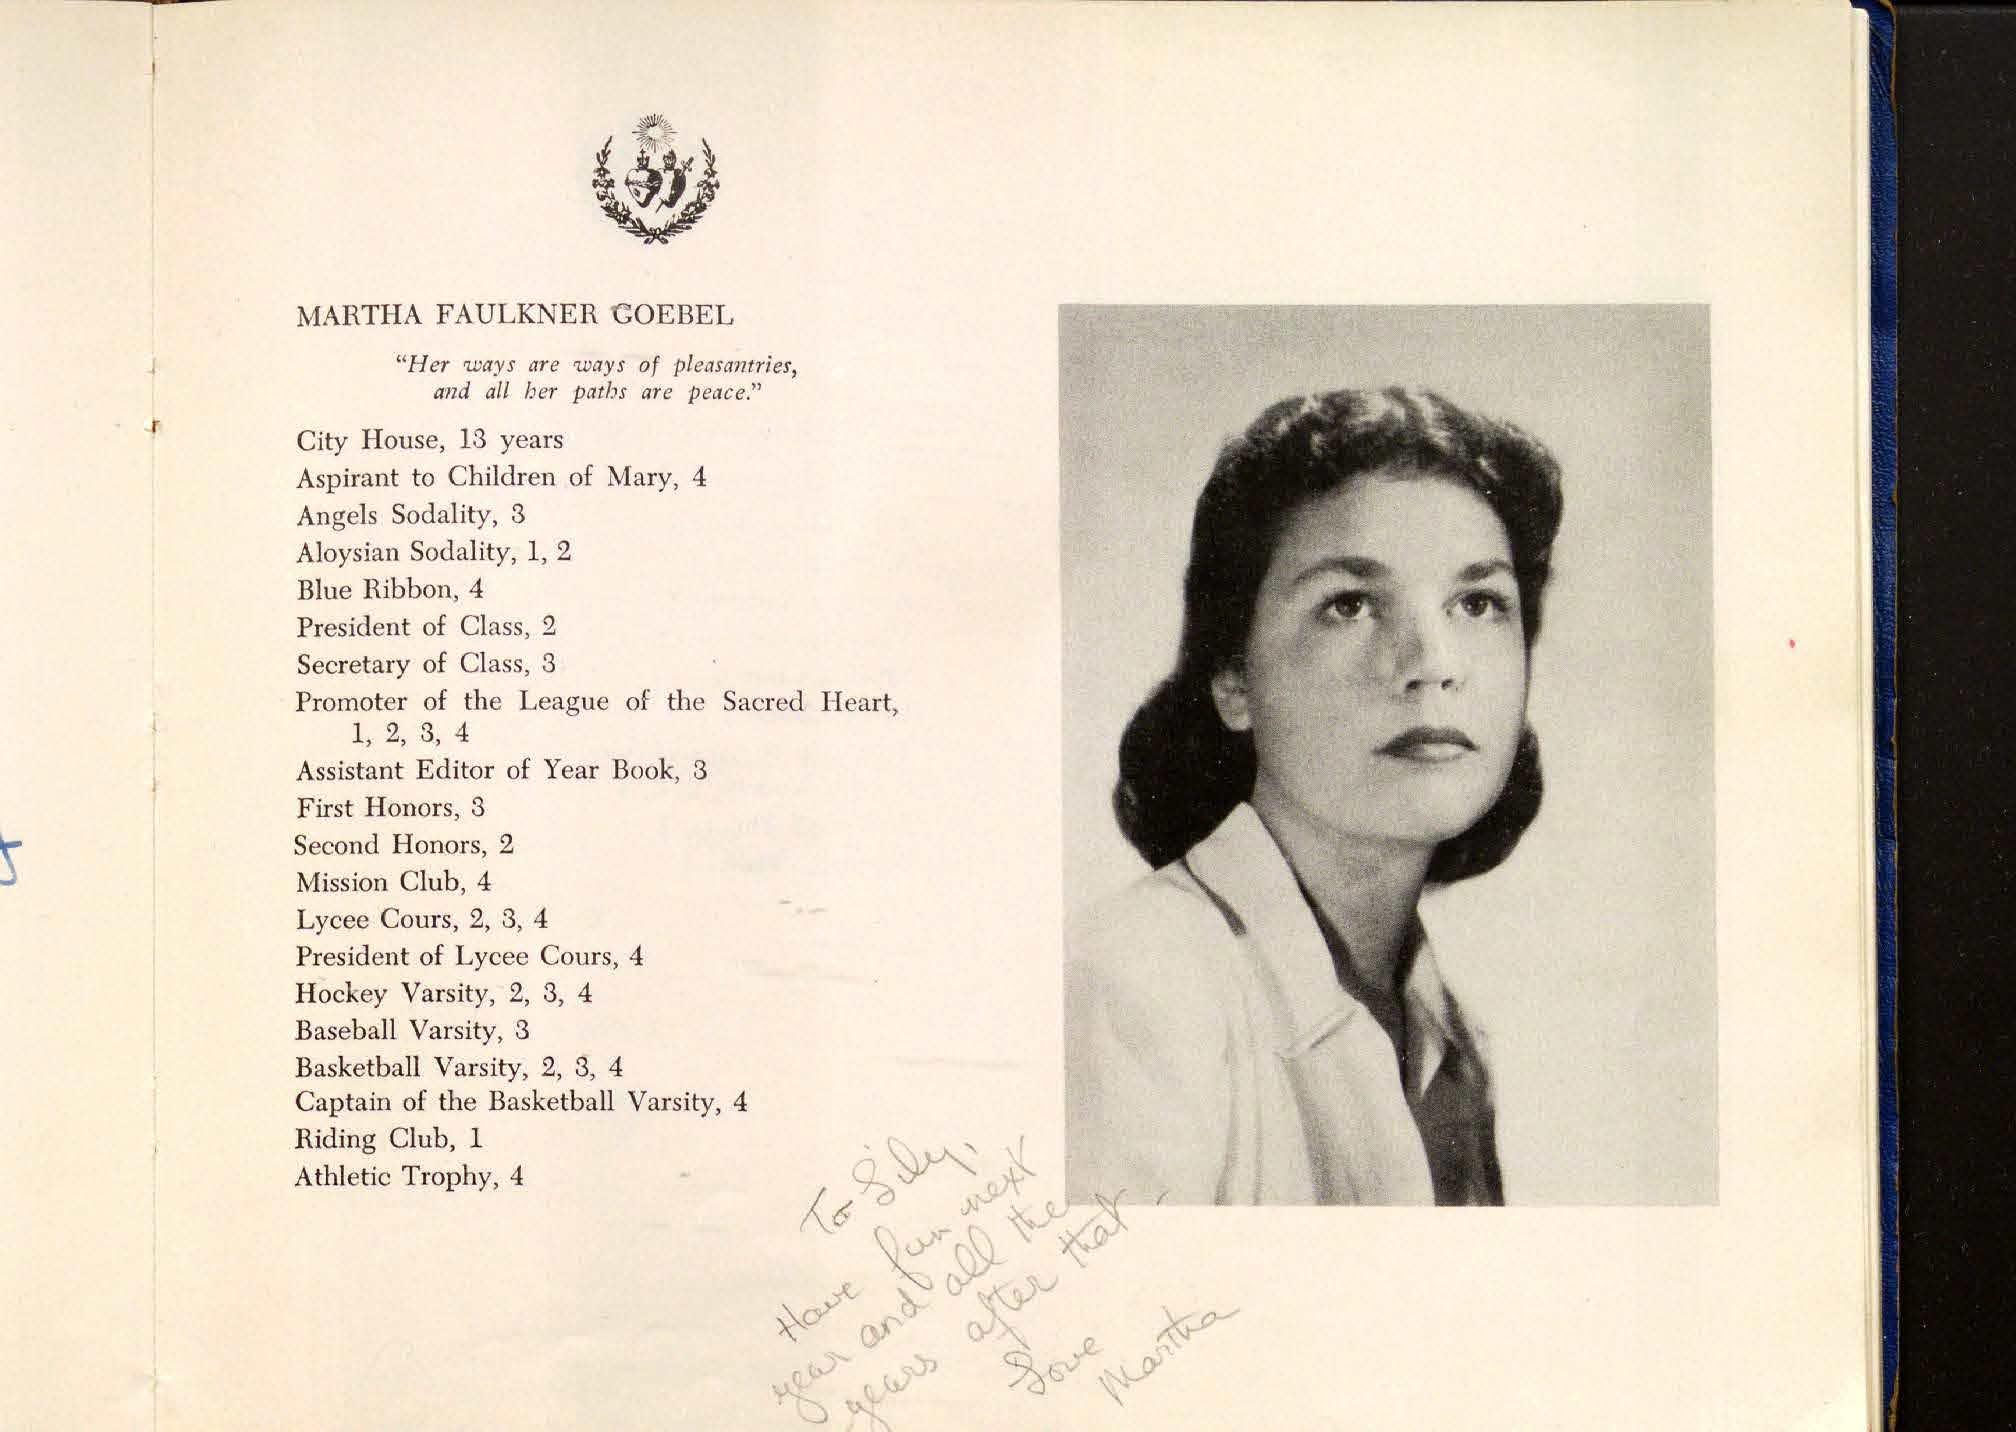 MARTHA FAULKNER GOEBEL
“Her ways are ways of pleasantries,
and all her paths are peace.”
City House, 13 years
Aspirant to Children of Mary, 4
Angels Sodality, 3
Aloysian Sodality, 1, 2
Blue Ribbon, 4
President of Class, 2
Secretary of Class, 3
Promoter of the League of the Sacred Heart,
1, 2, 3, 4
Assistant Editor of Year Book, 3
First Honors, 3
Second Honors, 2
Mission Club, 4
Lycee Cours, 2, 3, 4
President of Lycee Cours, 4
Hockey Varsity, 2, 3, 4
Baseball Varsity, 3
Basketball Varsity, 2, 3, 4
Captain of the Basketball Varsity, 4
Riding Club, 1
Athletic Trophy, 4
To
Have fun next
year and all the
years after that -
Love
Martha